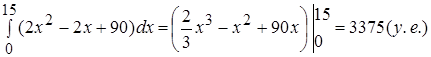 ∫₀¹⁵ (2x² − 2x + 90)dx = (2/3 x³ − x² + 90x) |₀¹⁵ = 3375(y.e.)